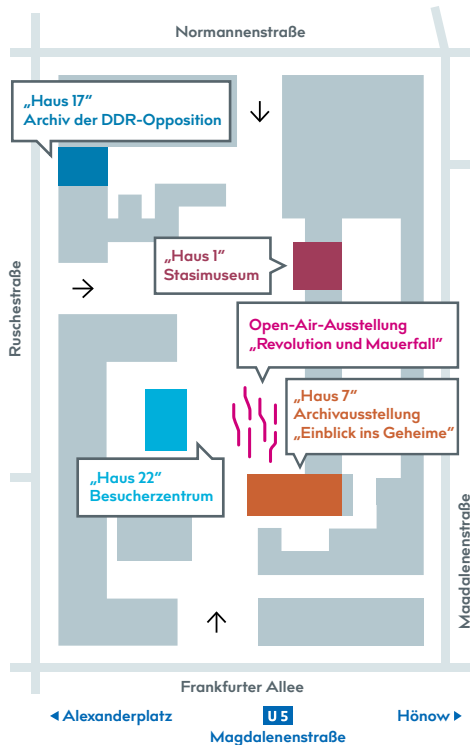 Normannenstraße
„Haus 17”
Archiv der DDR-Opposition
„Haus 1”
Stasimuseum
Ruschestraße
Open-Air-Ausstellung
„Revolution und Mauerfall”
„Haus 7”
Archivausstellung
„Einblick ins Geheime”
„Haus 22”
Besucherzentrum
Magdalenenstraße
Frankfurter Allee
Alexanderplatz
U 5
Hönow
Magdalenenstraße